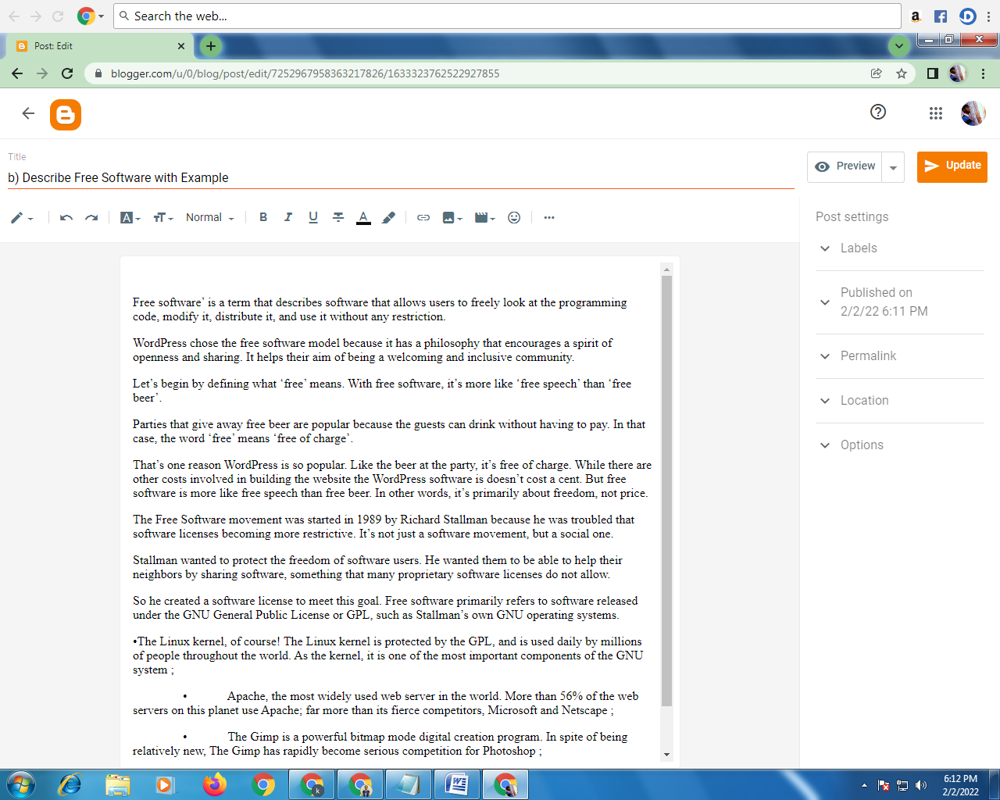 Search the web...
Post: Edit
blogger.com/u/0/blog/post/edit/7252967958363217826/1633323762522927855
Title
b) Describe Free Software with Example
Preview
Update
Normal
Post settings
Labels
Published on
2/2/22 6:11 PM
Permalink
Location
Options
Free software’ is a term that describes software that allows users to freely look at the programming
code, modify it, distribute it, and use it without any restriction.
WordPress chose the free software model because it has a philosophy that encourages a spirit of
openness and sharing. It helps their aim of being a welcoming and inclusive community.
Let’s begin by defining what ‘free’ means. With free software, it’s more like ‘free speech’ than ‘free
beer’.
Parties that give away free beer are popular because the guests can drink without having to pay. In that
case, the word ‘free’ means ‘free of charge’.
That’s one reason WordPress is so popular. Like the beer at the party, it’s free of charge. While there are
other costs involved in building the website the WordPress software is doesn’t cost a cent. But free
software is more like free speech than free beer. In other words, it’s primarily about freedom, not price.
The Free Software movement was started in 1989 by Richard Stallman because he was troubled that
software licenses becoming more restrictive. It’s not just a software movement, but a social one.
Stallman wanted to protect the freedom of software users. He wanted them to be able to help their
neighbors by sharing software, something that many proprietary software licenses do not allow.
So he created a software license to meet this goal. Free software primarily refers to software released
under the GNU General Public License or GPL, such as Stallman’s own GNU operating systems.
•The Linux kernel, of course! The Linux kernel is protected by the GPL, and is used daily by millions
of people throughout the world. As the kernel, it is one of the most important components of the GNU
system ;
• Apache, the most widely used web server in the world. More than 56% of the web
servers on this planet use Apache; far more than its fierce competitors, Microsoft and Netscape ;
• The Gimp is a powerful bitmap mode digital creation program. In spite of being
relatively new, The Gimp has rapidly become serious competition for Photoshop ;
6:12 PM
2/2/2022